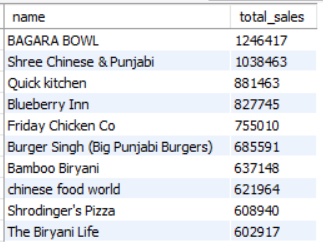 name total_sales
BAGARA BOWL 1246417
Shree Chinese & Punjabi 1038463
Quick kitchen 881463
Blueberry Inn 827745
Friday Chicken Co 755010
Burger Singh (Big Punjabi Burgers) 685591
Bamboo Biryani 637148
chinese food world 621964
Shrodinger's Pizza 608940
The Biryani Life 602917